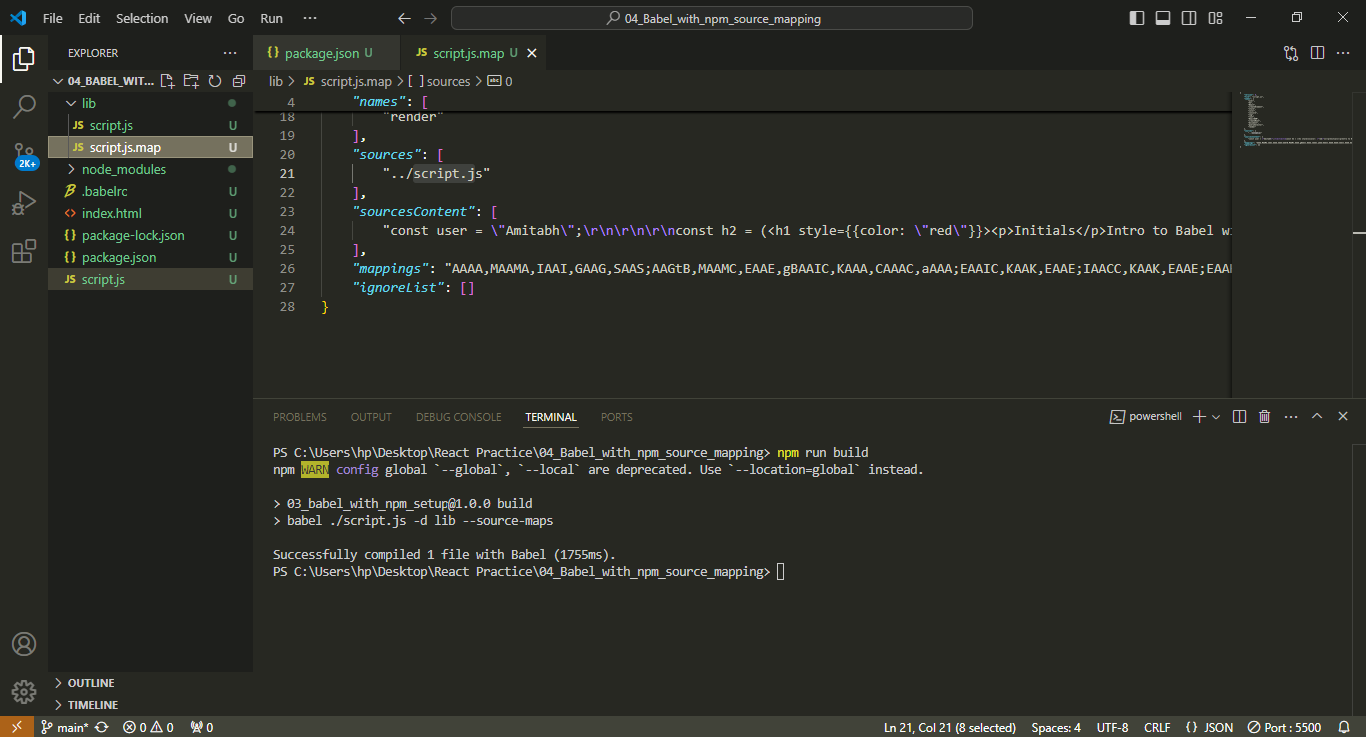 File Edit Selection View Go Run ··· 04_Babel_with_npm_source_mapping
EXPLORER
04_BABEL_WIT...
lib
JS script.js U
JS script.js.map U
node_modules
.babelrc U
index.html U
package-lock.json U
package.json U
JS script.js U
2K+
OUTLINE
TIMELINE
{} package.json U JS script.js.map U
lib > JS script.js.map > [ ] sources > abc 0
4 "names": [
18 "render"
19 ],
20 "sources": [
21 "../script.js"
22 ],
23 "sourcesContent": [
24 "const user = \"Amitabh\";\r\n\r\n\r\nconst h2 = (<h1 style={{color: \"red\"}}><p>Initials</p>Intro to Babel wi
25 ],
26 "mappings": "AAAA,MAAMA,IAAI,GAAG,SAAS;AAGtB,MAAMC,EAAE,gBAAIC,KAAA,CAAAC,aAAA;EAAIC,KAAK,EAAE;IAACC,KAAK,EAAE;EAAE
27 "ignoreList": []
28 }
PROBLEMS OUTPUT DEBUG CONSOLE TERMINAL PORTS powershell
PS C:\Users\hp\Desktop\React Practice\04_Babel_with_npm_source_mapping> npm run build
npm WARN config global `--global`, `--local` are deprecated. Use `--location=global` instead.
> 03_babel_with_npm_setup@1.0.0 build
> babel ./script.js -d lib --source-maps
Successfully compiled 1 file with Babel (1755ms).
PS C:\Users\hp\Desktop\React Practice\04_Babel_with_npm_source_mapping>
main* 0 0 0 Ln 21, Col 21 (8 selected) Spaces: 4 UTF-8 CRLF {} JSON Port : 5500